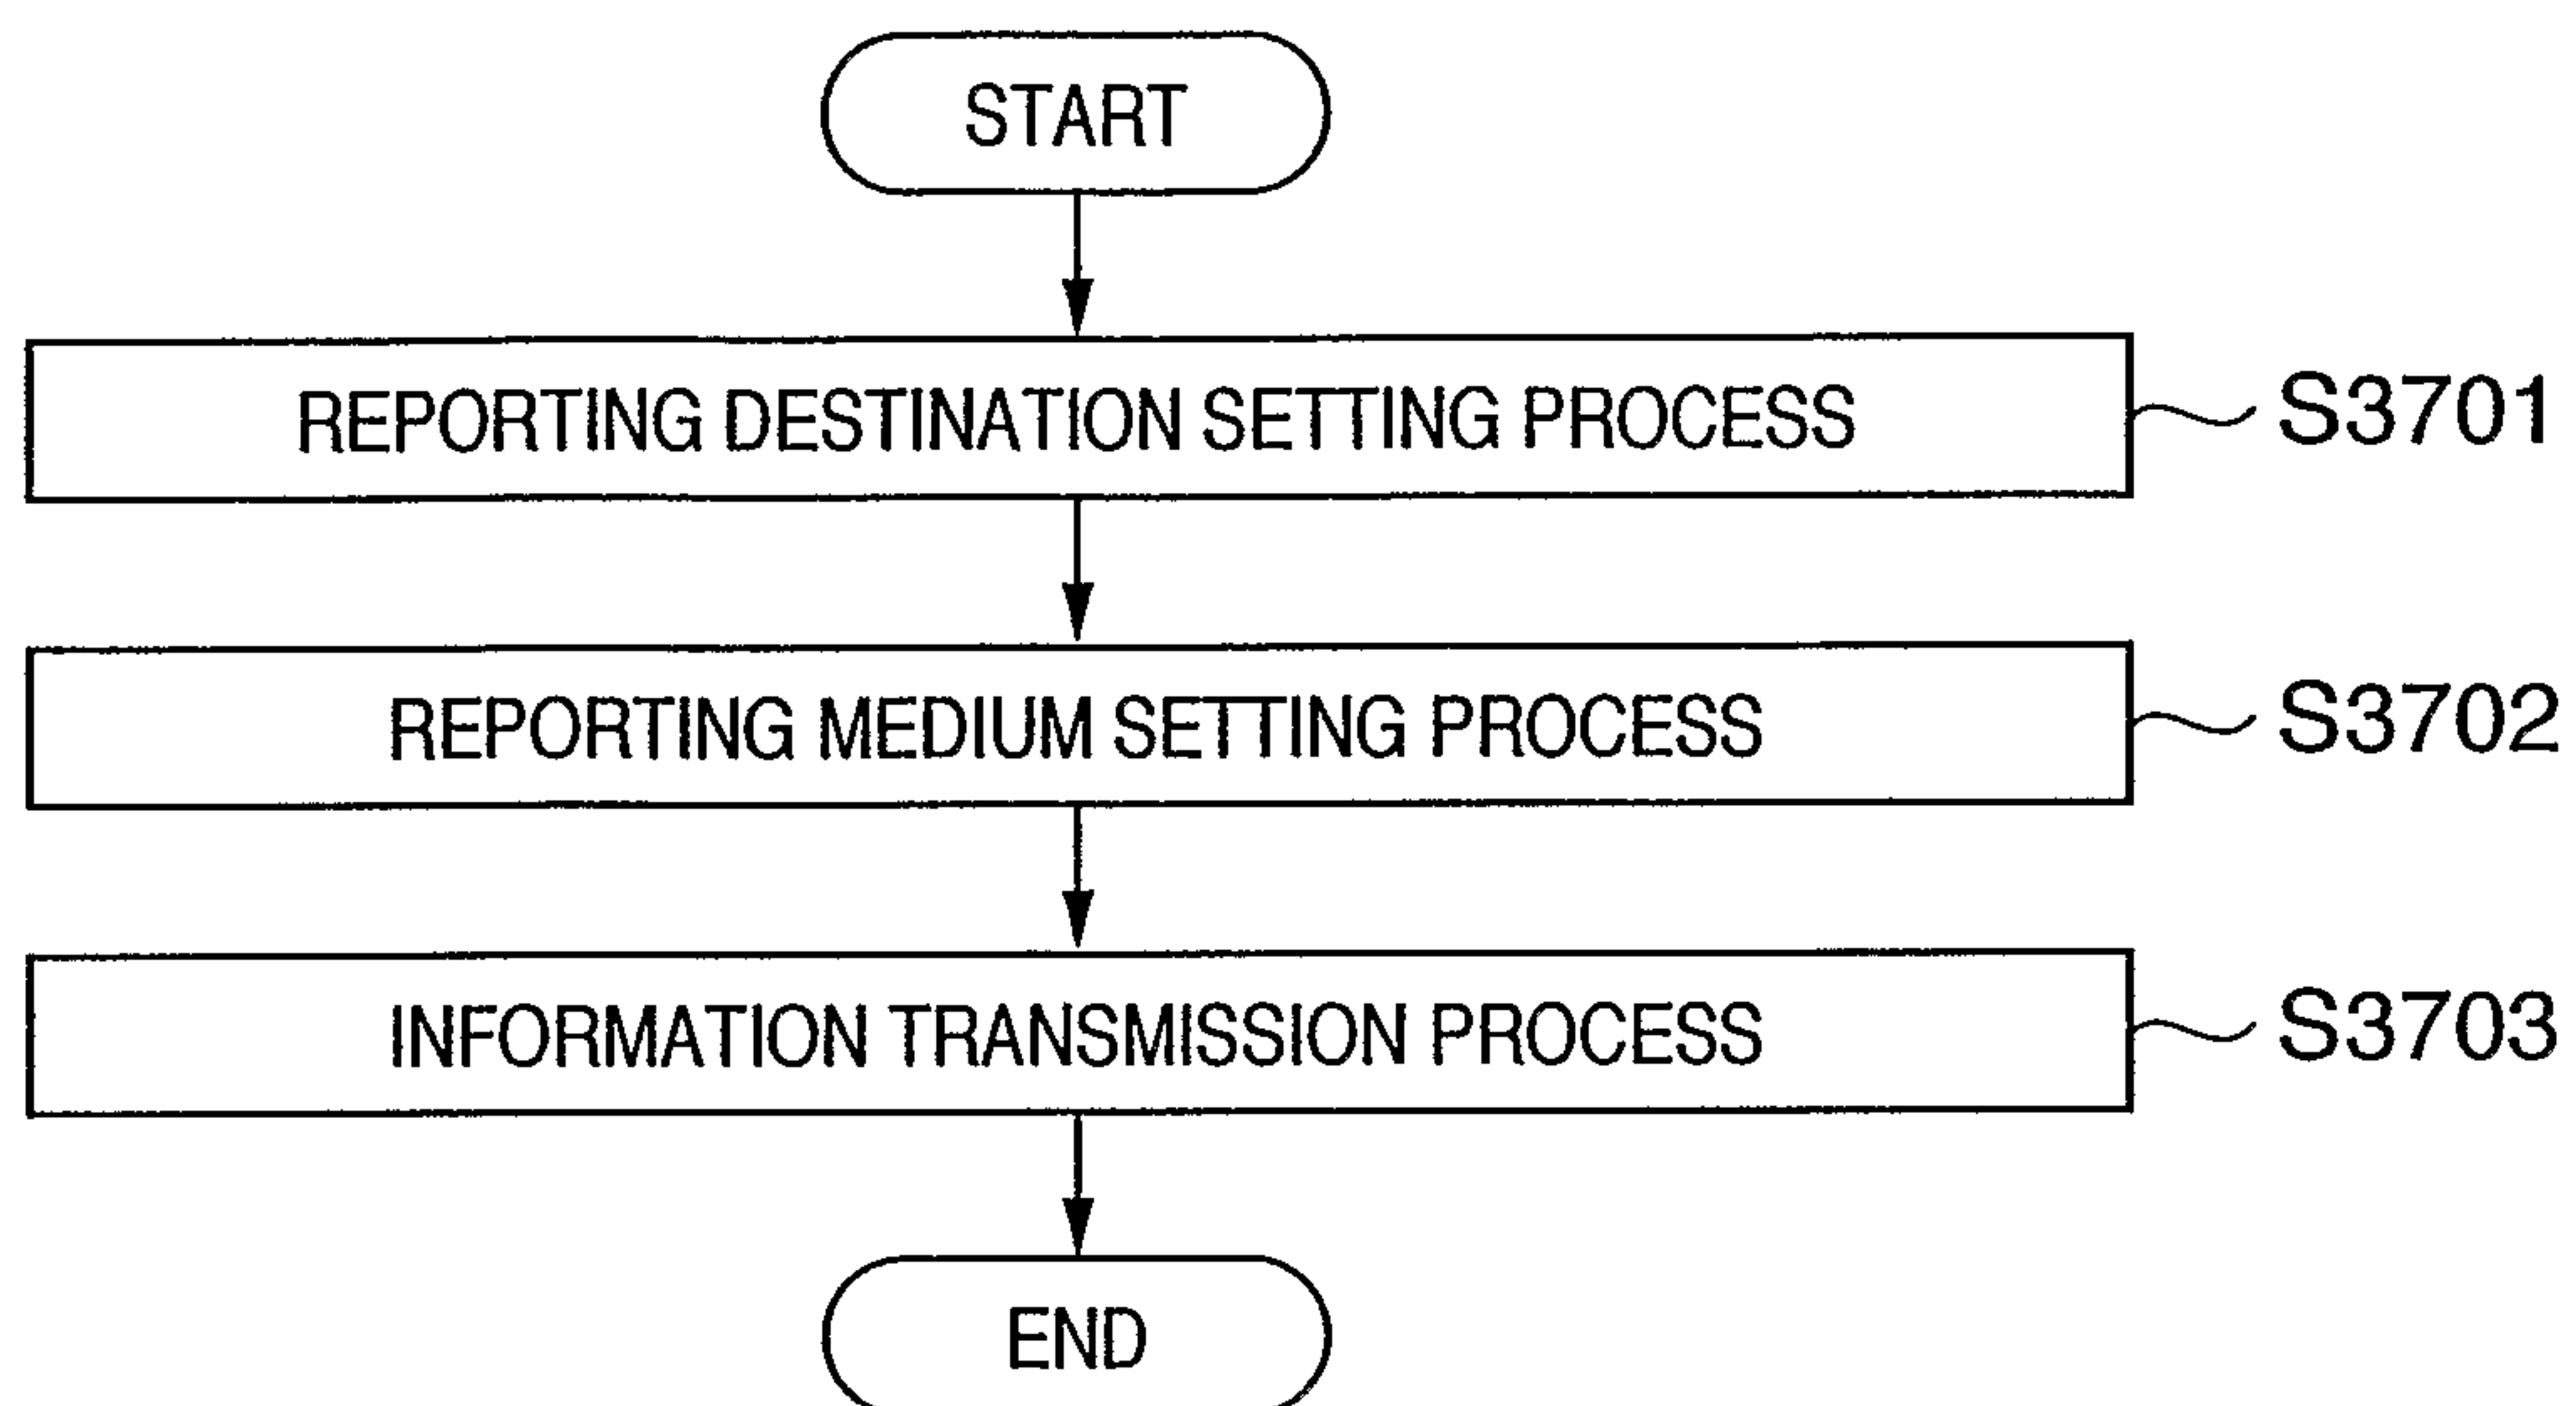 START
REPORTING DESTINATION SETTING PROCESS S3701
REPORTING MEDIUM SETTING PROCESS S3702
INFORMATION TRANSMISSION PROCESS S3703
END